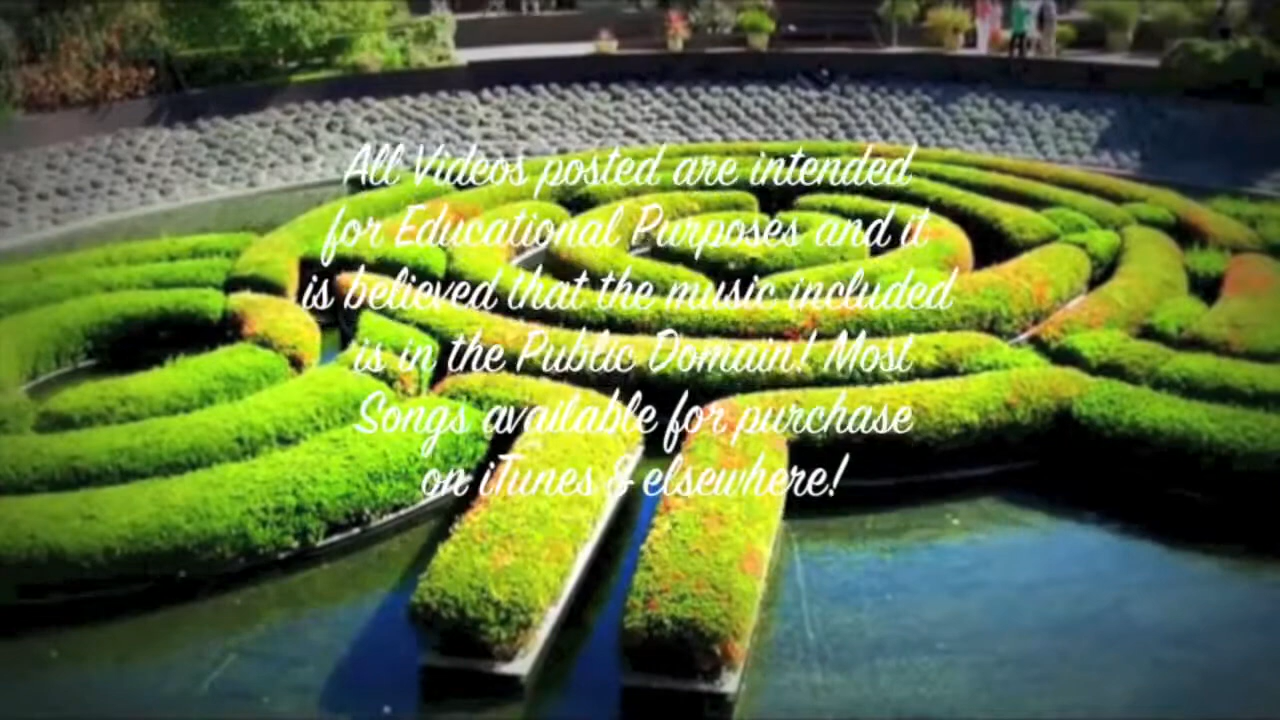 All Videos posted are intended
for Educational Purposes and it
is believed that the music included
is in the Public Domain! Most
Songs available for purchase
on iTunes & elsewhere!